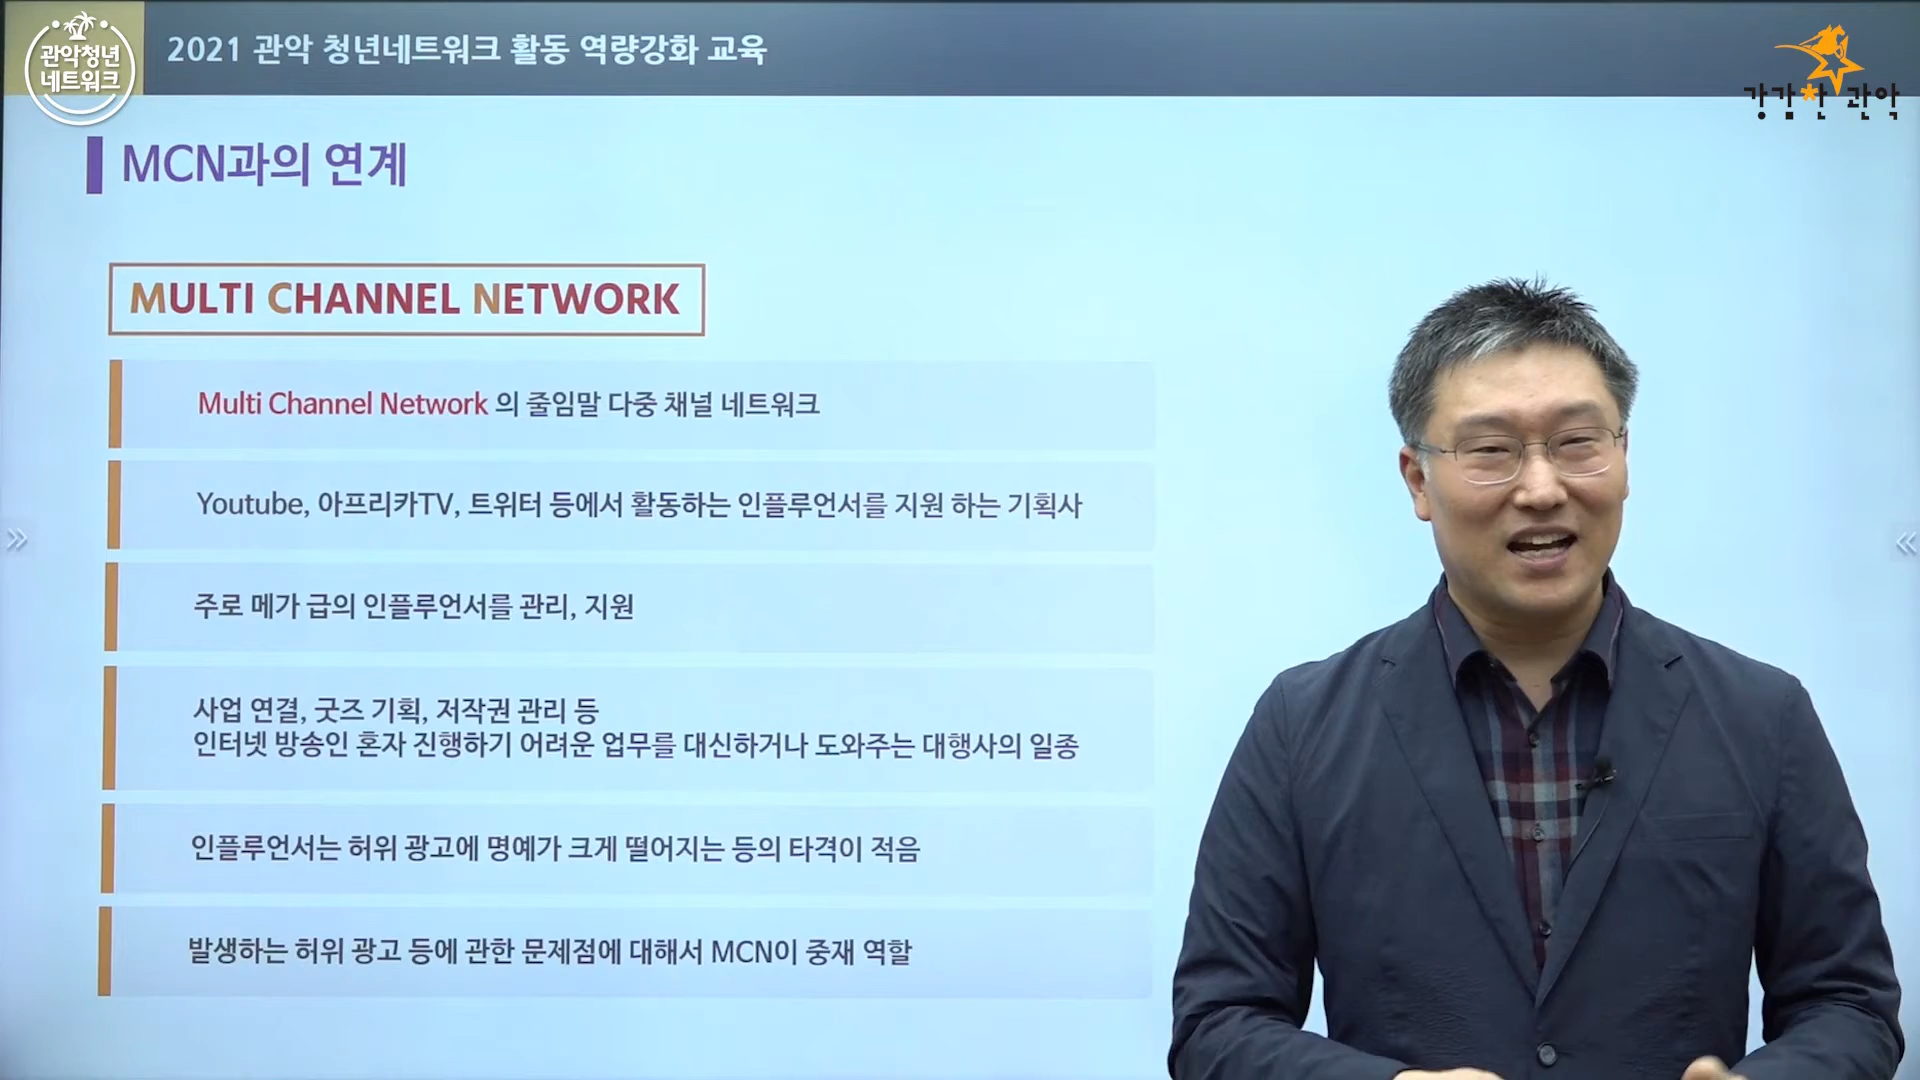 관악청년
네트워크
2021 관악 청년네트워크 활동 역량강화 교육
강감찬 관악
MCN과의 연계
MULTI CHANNEL NETWORK
Multi Channel Network 의 줄임말 다중 채널 네트워크
Youtube, 아프리카TV, 트위터 등에서 활동하는 인플루언서를 지원 하는 기획사
주로 메가 급의 인플루언서를 관리, 지원
사업 연결, 굿즈 기획, 저작권 관리 등
인터넷 방송인 혼자 진행하기 어려운 업무를 대신하거나 도와주는 대행사의 일종
인플루언서는 허위 광고에 명예가 크게 떨어지는 등의 타격이 적음
발생하는 허위 광고 등에 관한 문제점에 대해서 MCN이 중재 역할